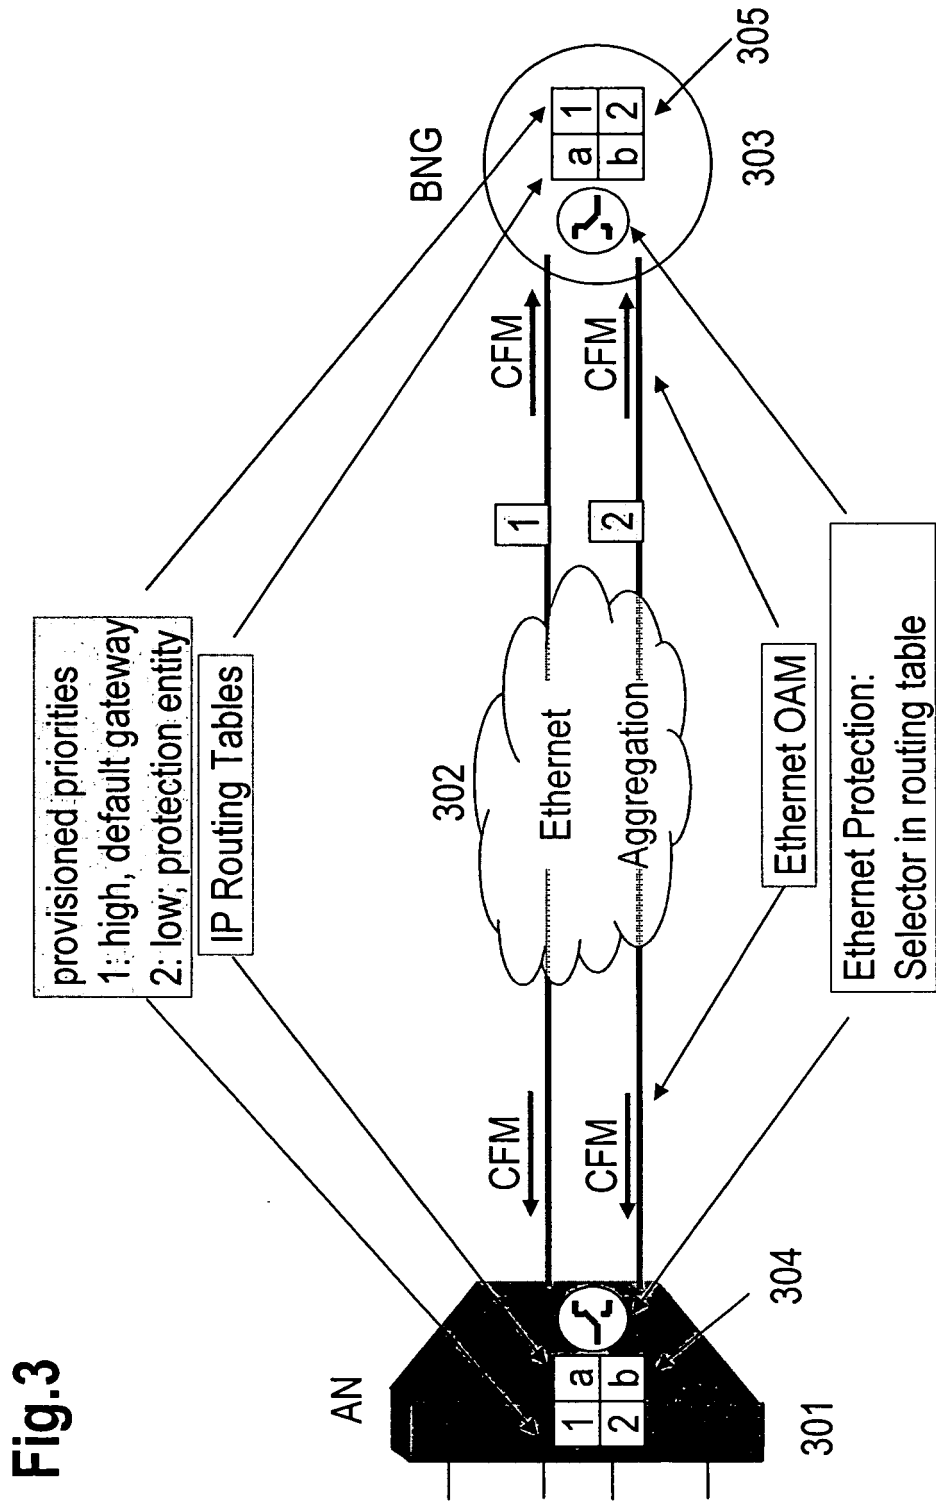 Fig.3
provisioned priorities
1: high, default gateway
2: low; protection entity
IP Routing Tables
AN
302
BNG
CFM
1
CFM
1 a
2 b
Ethernet
a 1
b 2
CFM
2
CFM
Aggregation
301
304
303
305
Ethernet OAM
Ethernet Protection:
Selector in routing table